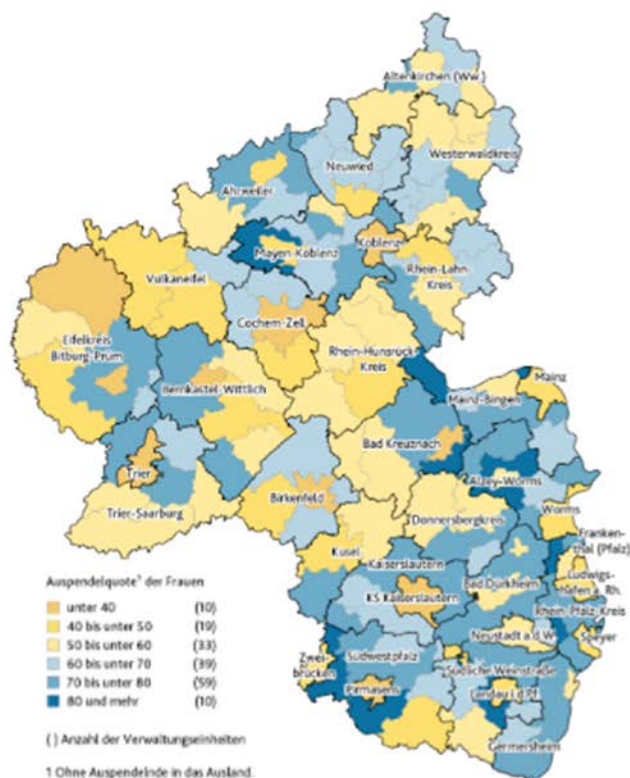 Altenkirchen (Ww.)
Westerwaldkreis
Neuwied
Ahrweiler
Koblenz
Mayen-Koblenz
Rhein-Lahn-
Kreis
Vulkaneifel
Cochem-Zell
Eifelkreis
Bitburg-Prüm
Rhein-Hunsrück-
Kreis
Bernkastel-Wittlich
Mainz
Mainz-Bingen
Bad Kreuznach
Trier
Alzey-Worms
Birkenfeld
Trier-Saarburg
Donnersbergkreis
Worms
Kusel
Franken-
thal (Pfalz)
Kaiserslautern
Ludwigs-
hafen a. Rh.
Bad Dürkheim
KS Kaiserslautern
Rhein-Pfalz-Kreis
Neustadt a.d.W.
Speyer
Zwei-
brücken
Südwestpfalz
Südliche Weinstraße
Pirmasens
Landau i.d.Pf.
Germersheim
Auspendelquote¹ der Frauen
unter 40 (10)
40 bis unter 50 (19)
50 bis unter 60 (33)
60 bis unter 70 (39)
70 bis unter 80 (59)
80 und mehr (10)
( ) Anzahl der Verwaltungseinheiten
1 Ohne Auspendelnde in das Ausland.